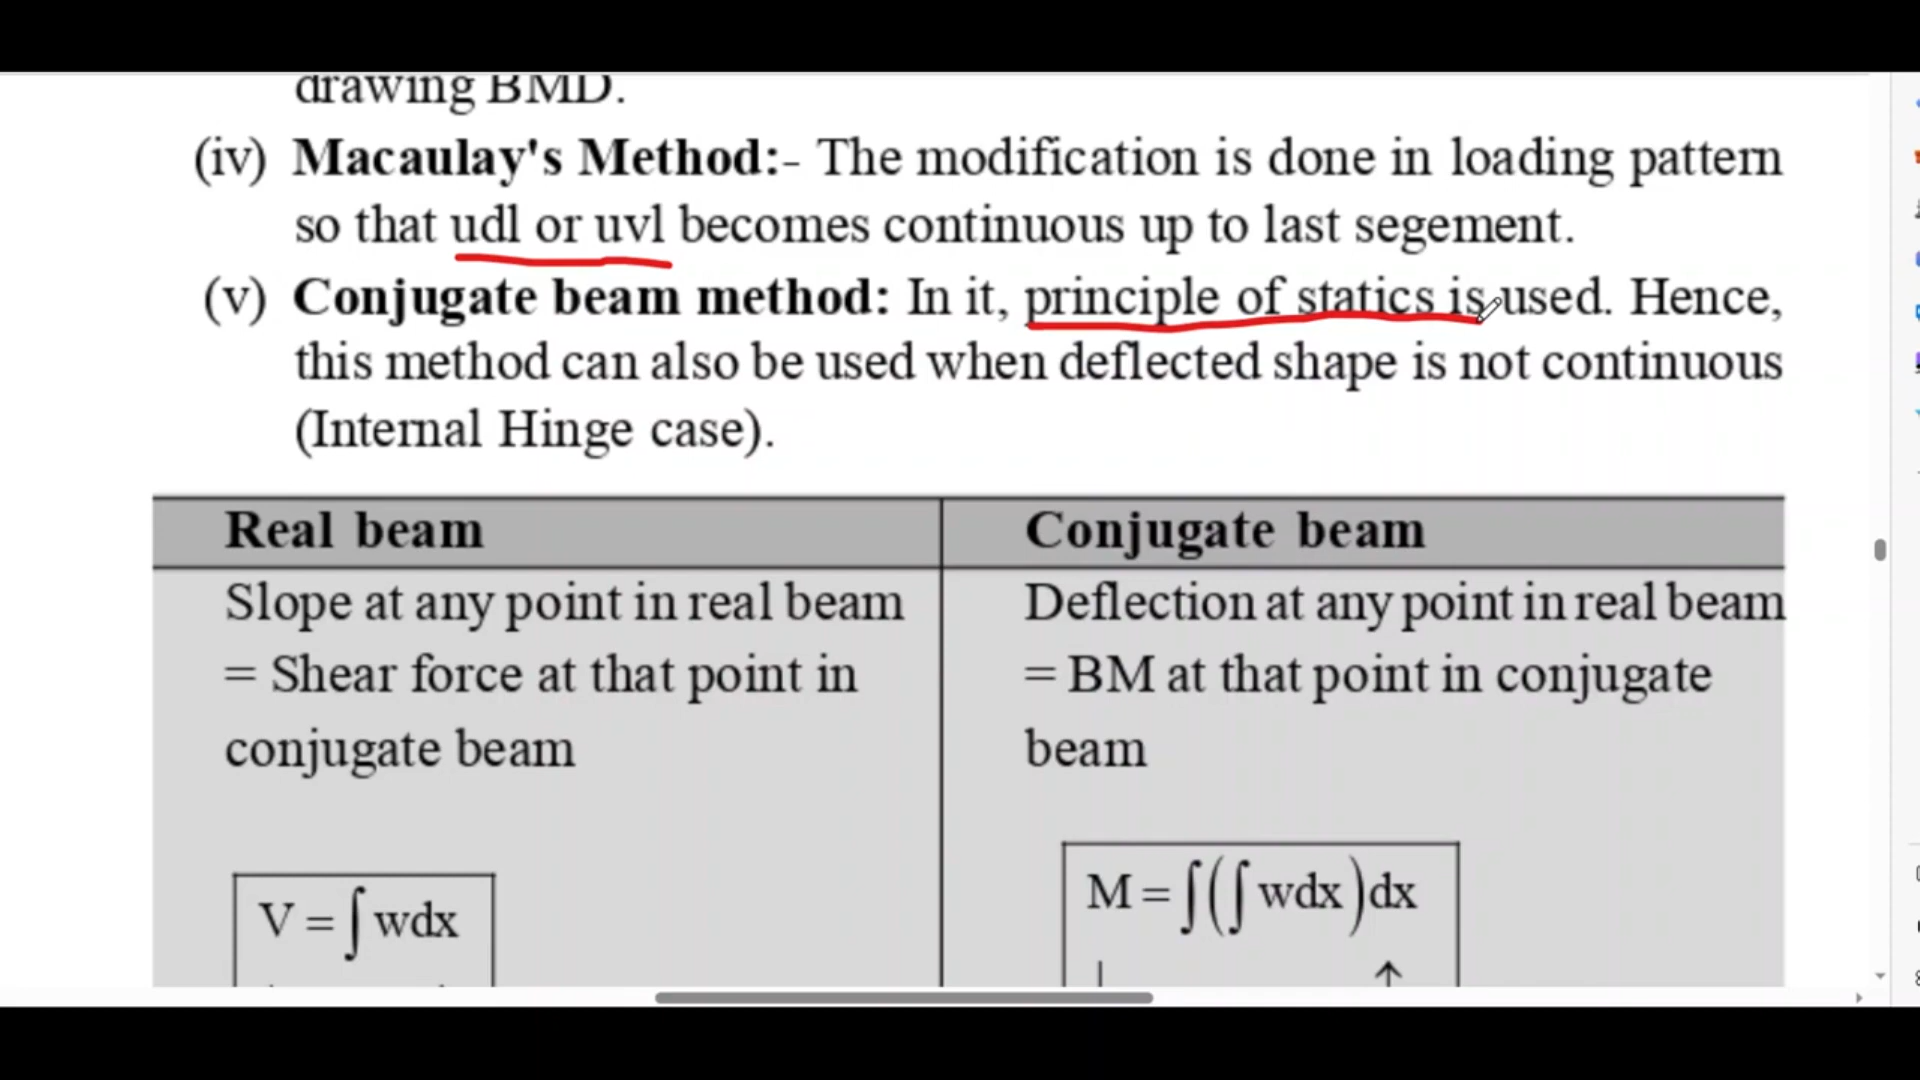 drawing BMD.
(iv) Macaulay's Method:- The modification is done in loading pattern
so that udl or uvl becomes continuous up to last segement.
(v) Conjugate beam method: In it, principle of statics is used. Hence,
this method can also be used when deflected shape is not continuous
(Internal Hinge case).
Real beam
Conjugate beam
Slope at any point in real beam
= Shear force at that point in
conjugate beam
Deflection at any point in real beam
= BM at that point in conjugate
beam
V = ∫ wdx
M = ∫(∫ wdx)dx